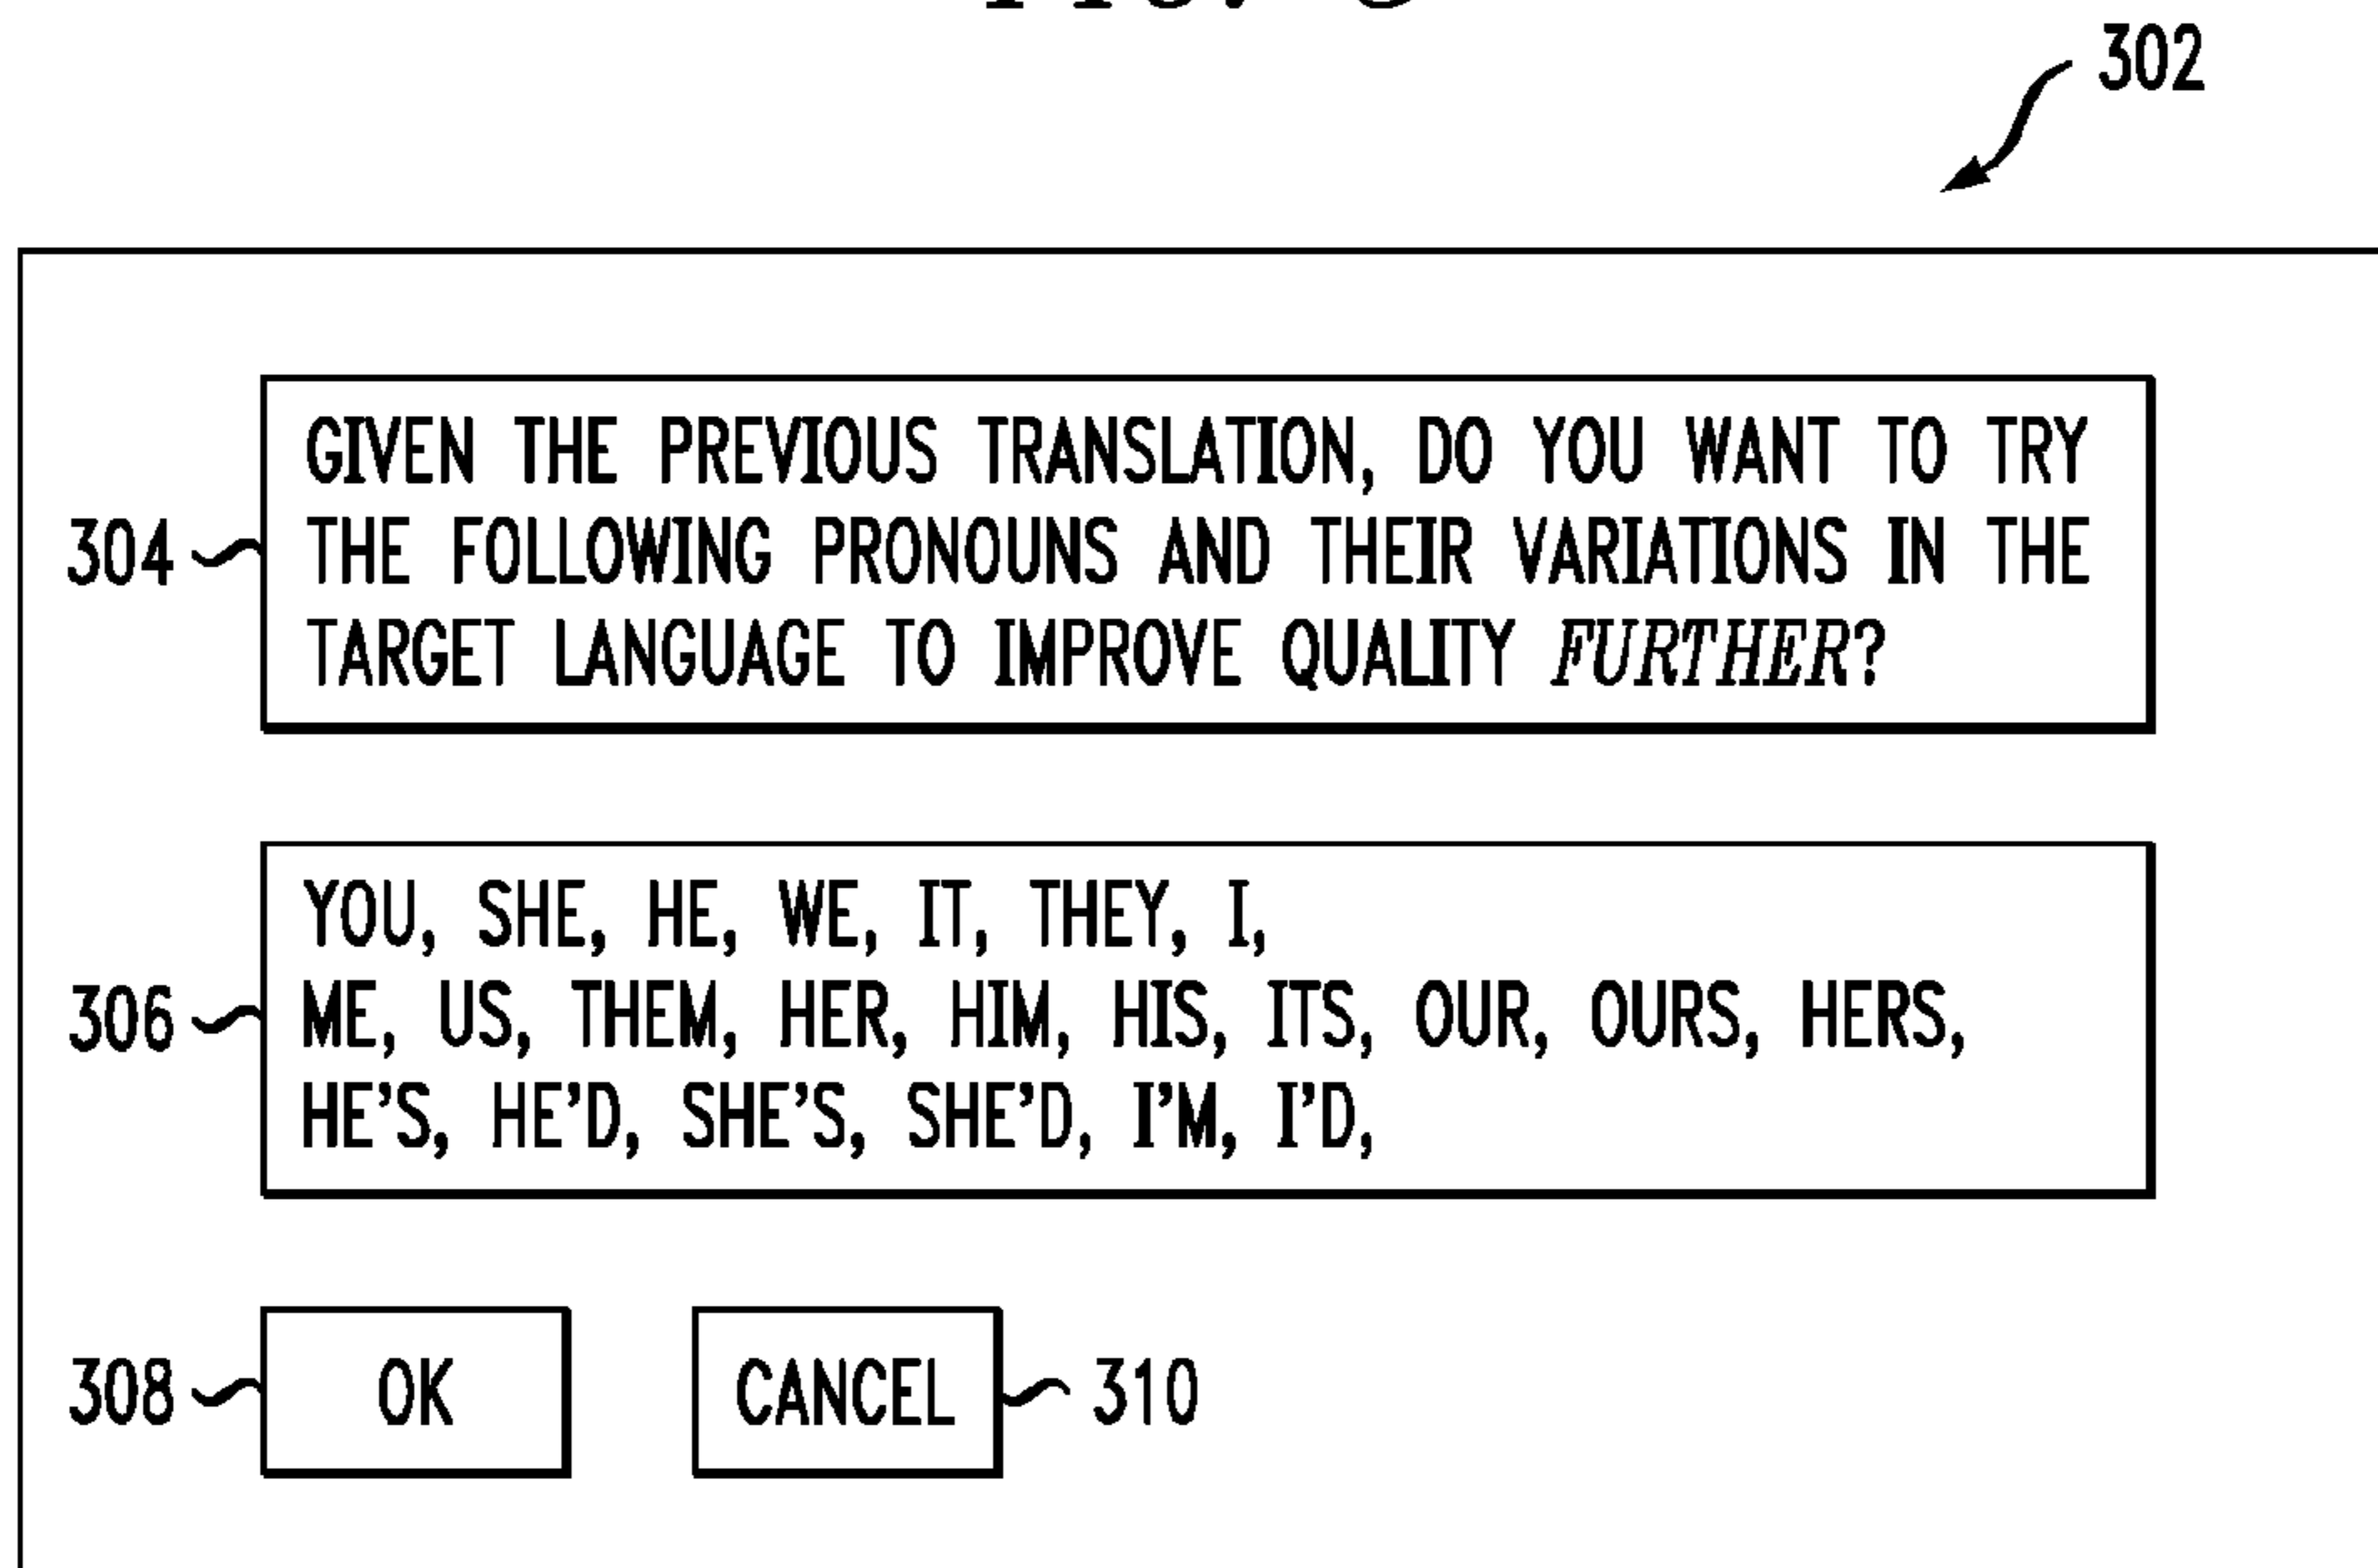 302
GIVEN THE PREVIOUS TRANSLATION, DO YOU WANT TO TRY
THE FOLLOWING PRONOUNS AND THEIR VARIATIONS IN THE
TARGET LANGUAGE TO IMPROVE QUALITY FURTHER?
304
YOU, SHE, HE, WE, IT, THEY, I,
ME, US, THEM, HER, HIM, HIS, ITS, OUR, OURS, HERS,
HE'S, HE'D, SHE'S, SHE'D, I'M, I'D,
306
308
OK
CANCEL
310